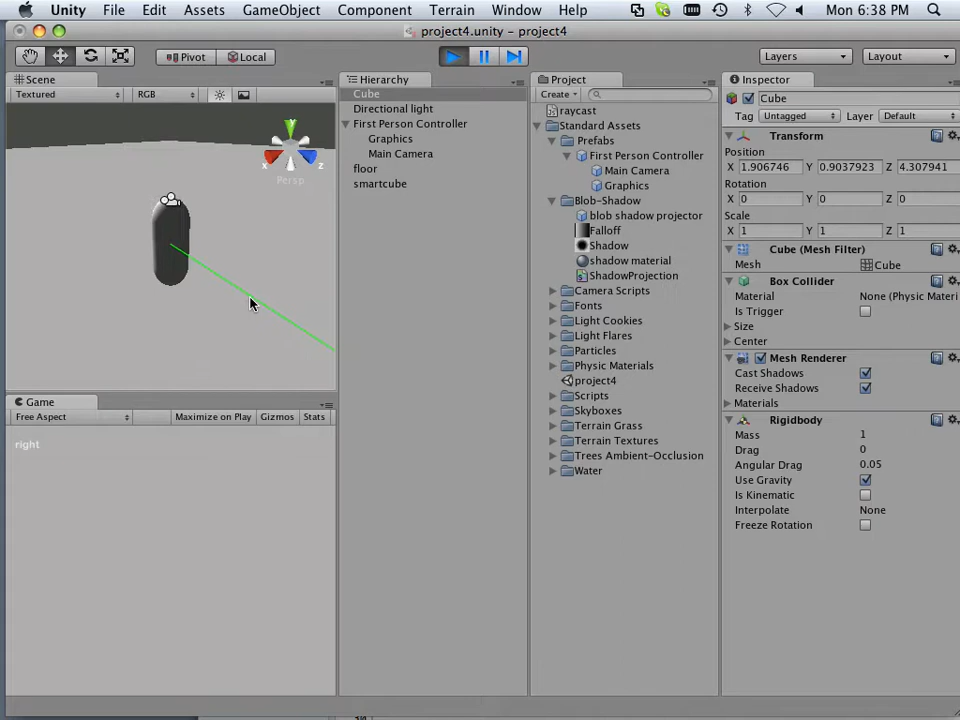 Unity File Edit Assets GameObject Component Terrain Window Help Mon 6:38 PM
project4.unity - project4
Pivot Local Layers Layout
Scene
Textured RGB
y
x z
Persp
Game
Free Aspect Maximize on Play Gizmos Stats
right
Hierarchy
Cube
Directional light
First Person Controller
Graphics
Main Camera
floor
smartcube
Project
Create
raycast
Standard Assets
Prefabs
First Person Controller
Main Camera
Graphics
Blob-Shadow
blob shadow projector
Falloff
Shadow
shadow material
ShadowProjection
Camera Scripts
Fonts
Light Cookies
Light Flares
Particles
Physic Materials
project4
Scripts
Skyboxes
Terrain Grass
Terrain Textures
Trees Ambient-Occlusion
Water
Inspector
Cube
Tag Untagged Layer Default
Transform
Position
X 1.906746 Y 0.9037923 Z 4.307941
Rotation
X 0 Y 0 Z 0
Scale
X 1 Y 1 Z 1
Cube (Mesh Filter)
Mesh Cube
Box Collider
Material None (Physic Materi
Is Trigger
Size
Center
Mesh Renderer
Cast Shadows
Receive Shadows
Materials
Rigidbody
Mass 1
Drag 0
Angular Drag 0.05
Use Gravity
Is Kinematic
Interpolate None
Freeze Rotation